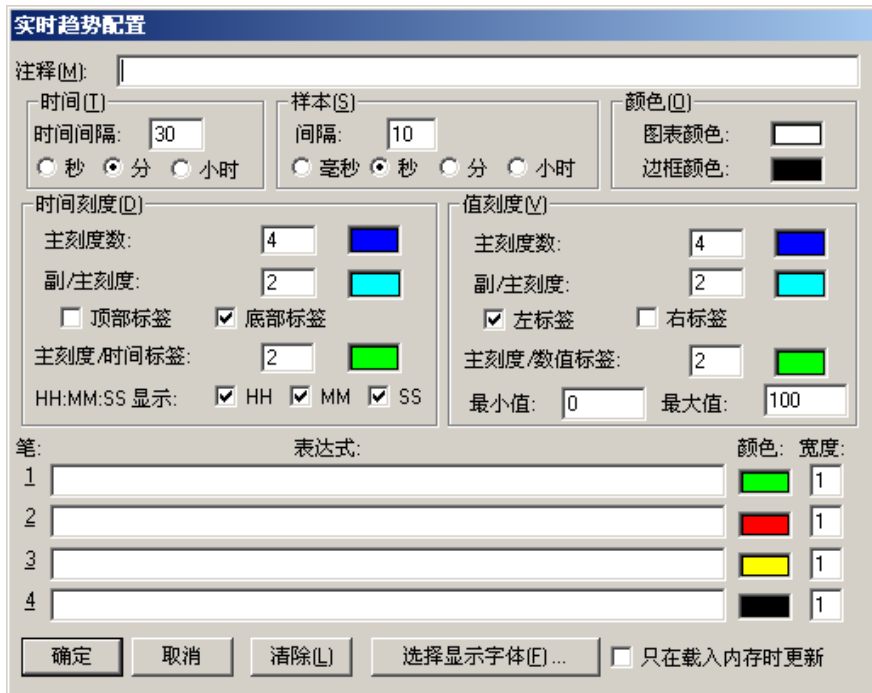 实时趋势配置
注释(M):
时间(T) 样本(S) 颜色(O)
时间间隔: 30 间隔: 10 图表颜色:
秒 分 小时 毫秒 秒 分 小时 边框颜色:
时间刻度(D) 值刻度(V)
主刻度数: 4 主刻度数: 4
副/主刻度: 2 副/主刻度: 2
顶部标签 底部标签 左标签 右标签
主刻度/时间标签: 2 主刻度/数值标签: 2
HH:MM:SS 显示: HH MM SS 最小值: 0 最大值: 100
笔: 表达式: 颜色: 宽度:
1 1
2 1
3 1
4 1
确定 取消 清除(L) 选择显示字体(F)... 只在载入内存时更新